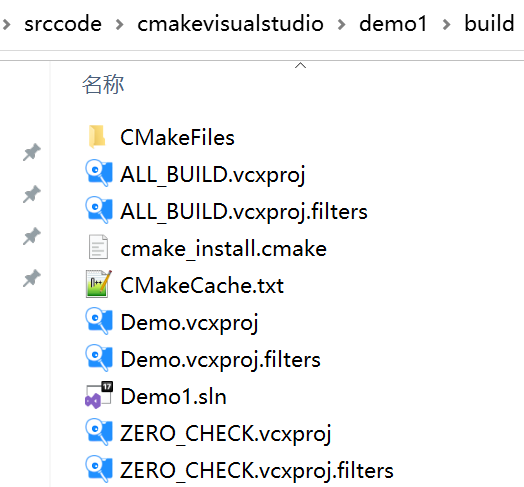 srccode > cmakevisualstudio > demo1 > build
名称
CMakeFiles
ALL_BUILD.vcxproj
ALL_BUILD.vcxproj.filters
cmake_install.cmake
CMakeCache.txt
Demo.vcxproj
Demo.vcxproj.filters
Demo1.sln
ZERO_CHECK.vcxproj
ZERO_CHECK.vcxproj.filters